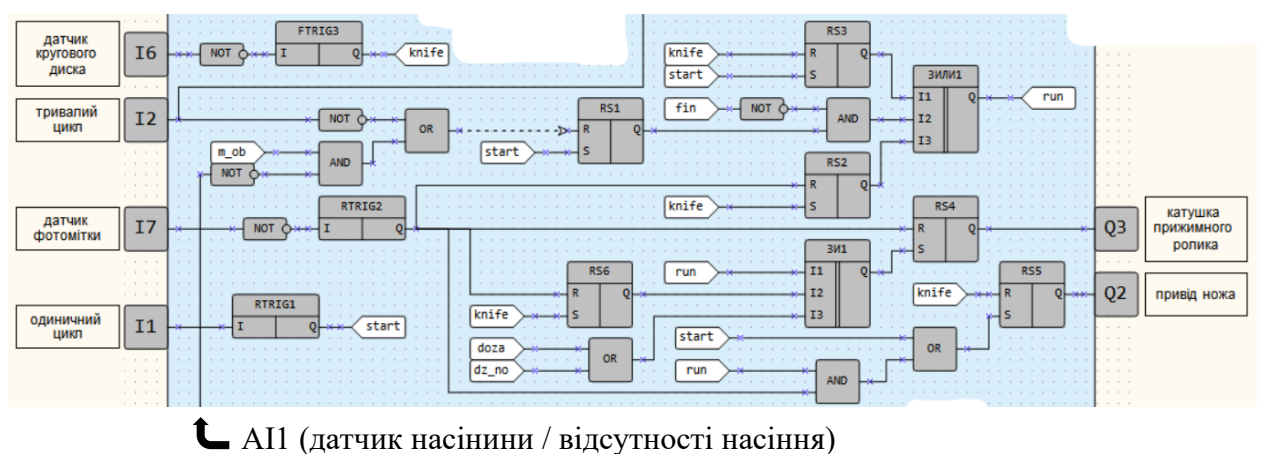 датчик
кругового
диска
I6
NOT
FTRIG3
I
Q
knife
тривалий
цикл
I2
NOT
OR
m_ob
AND
NOT
start
RS1
R
Q
S
датчик
фотомітки
I7
NOT
RTRIG2
I
Q
одиничний
цикл
I1
RTRIG1
I
Q
start
knife
start
RS3
R
Q
S
fin
NOT
AND
3ИЛИ1
I1
Q
I2
I3
run
knife
RS2
R
Q
S
RS4
R
Q
S
Q3
катушка
прижимного
ролика
run
3И1
I1
Q
I2
I3
knife
RS6
R
Q
S
doza
dz_no
OR
start
run
AND
OR
knife
RS5
R
Q
S
Q2
привід ножа
AI1 (датчик насінини / відсутності насіння)